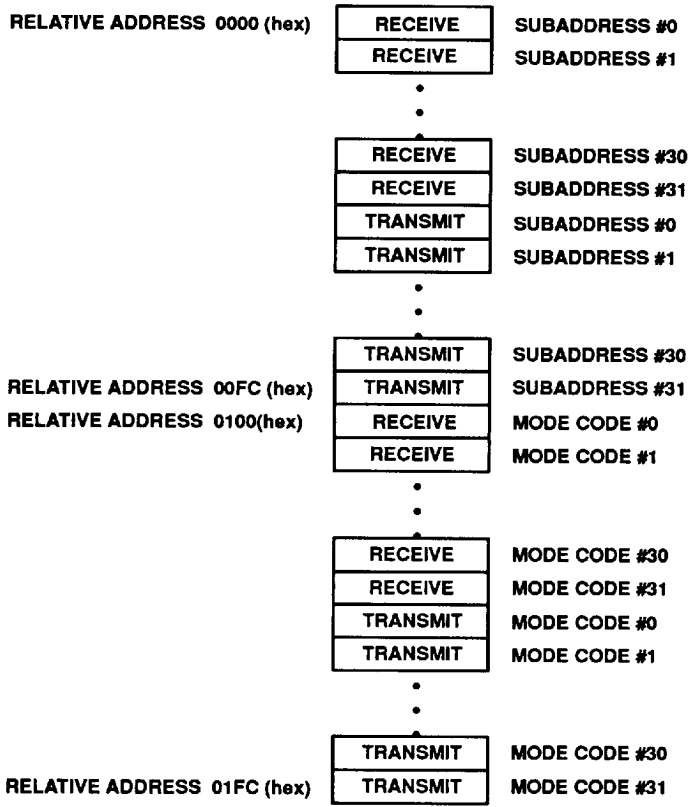 RELATIVE ADDRESS 0000 (hex) RECEIVE SUBADDRESS #0
RECEIVE SUBADDRESS #1
RECEIVE SUBADDRESS #30
RECEIVE SUBADDRESS #31
TRANSMIT SUBADDRESS #0
TRANSMIT SUBADDRESS #1
TRANSMIT SUBADDRESS #30
RELATIVE ADDRESS 00FC (hex) TRANSMIT SUBADDRESS #31
RELATIVE ADDRESS 0100(hex) RECEIVE MODE CODE #0
RECEIVE MODE CODE #1
RECEIVE MODE CODE #30
RECEIVE MODE CODE #31
TRANSMIT MODE CODE #0
TRANSMIT MODE CODE #1
TRANSMIT MODE CODE #30
RELATIVE ADDRESS 01FC (hex) TRANSMIT MODE CODE #31